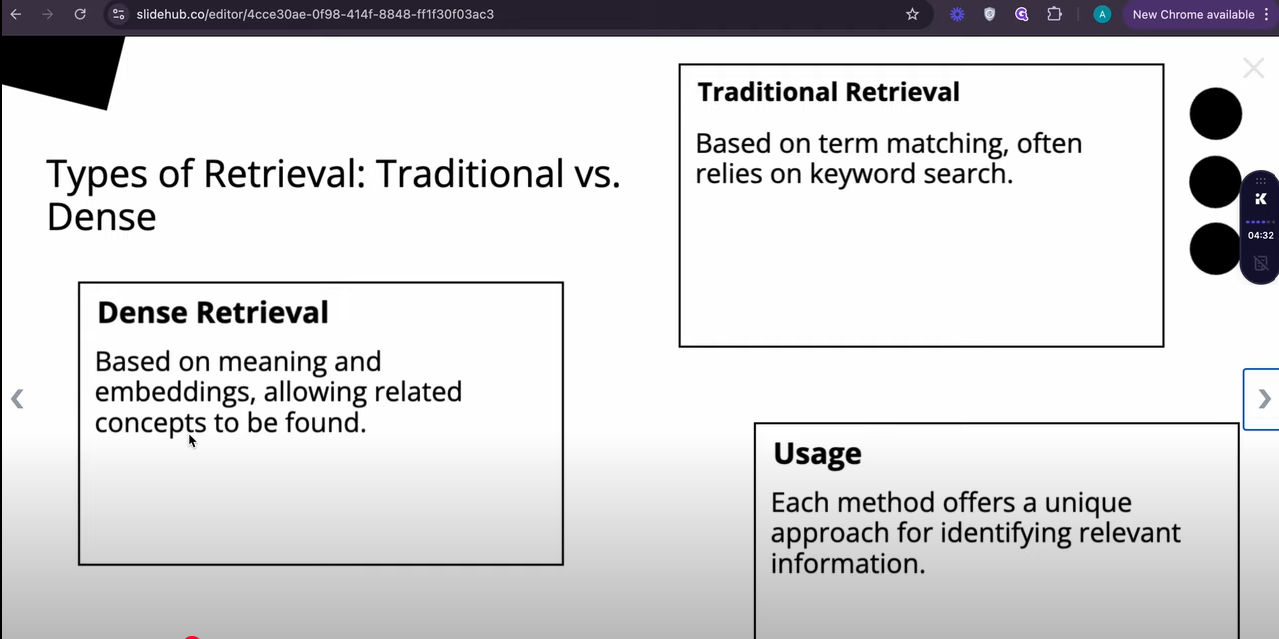 slidehub.co/editor/4cce30ae-0f98-414f-8848-ff1f30f03ac3
A
New Chrome available
Types of Retrieval: Traditional vs.
Dense
Traditional Retrieval
Based on term matching, often
relies on keyword search.
04:32
Dense Retrieval
Based on meaning and
embeddings, allowing related
concepts to be found.
Usage
Each method offers a unique
approach for identifying relevant
information.